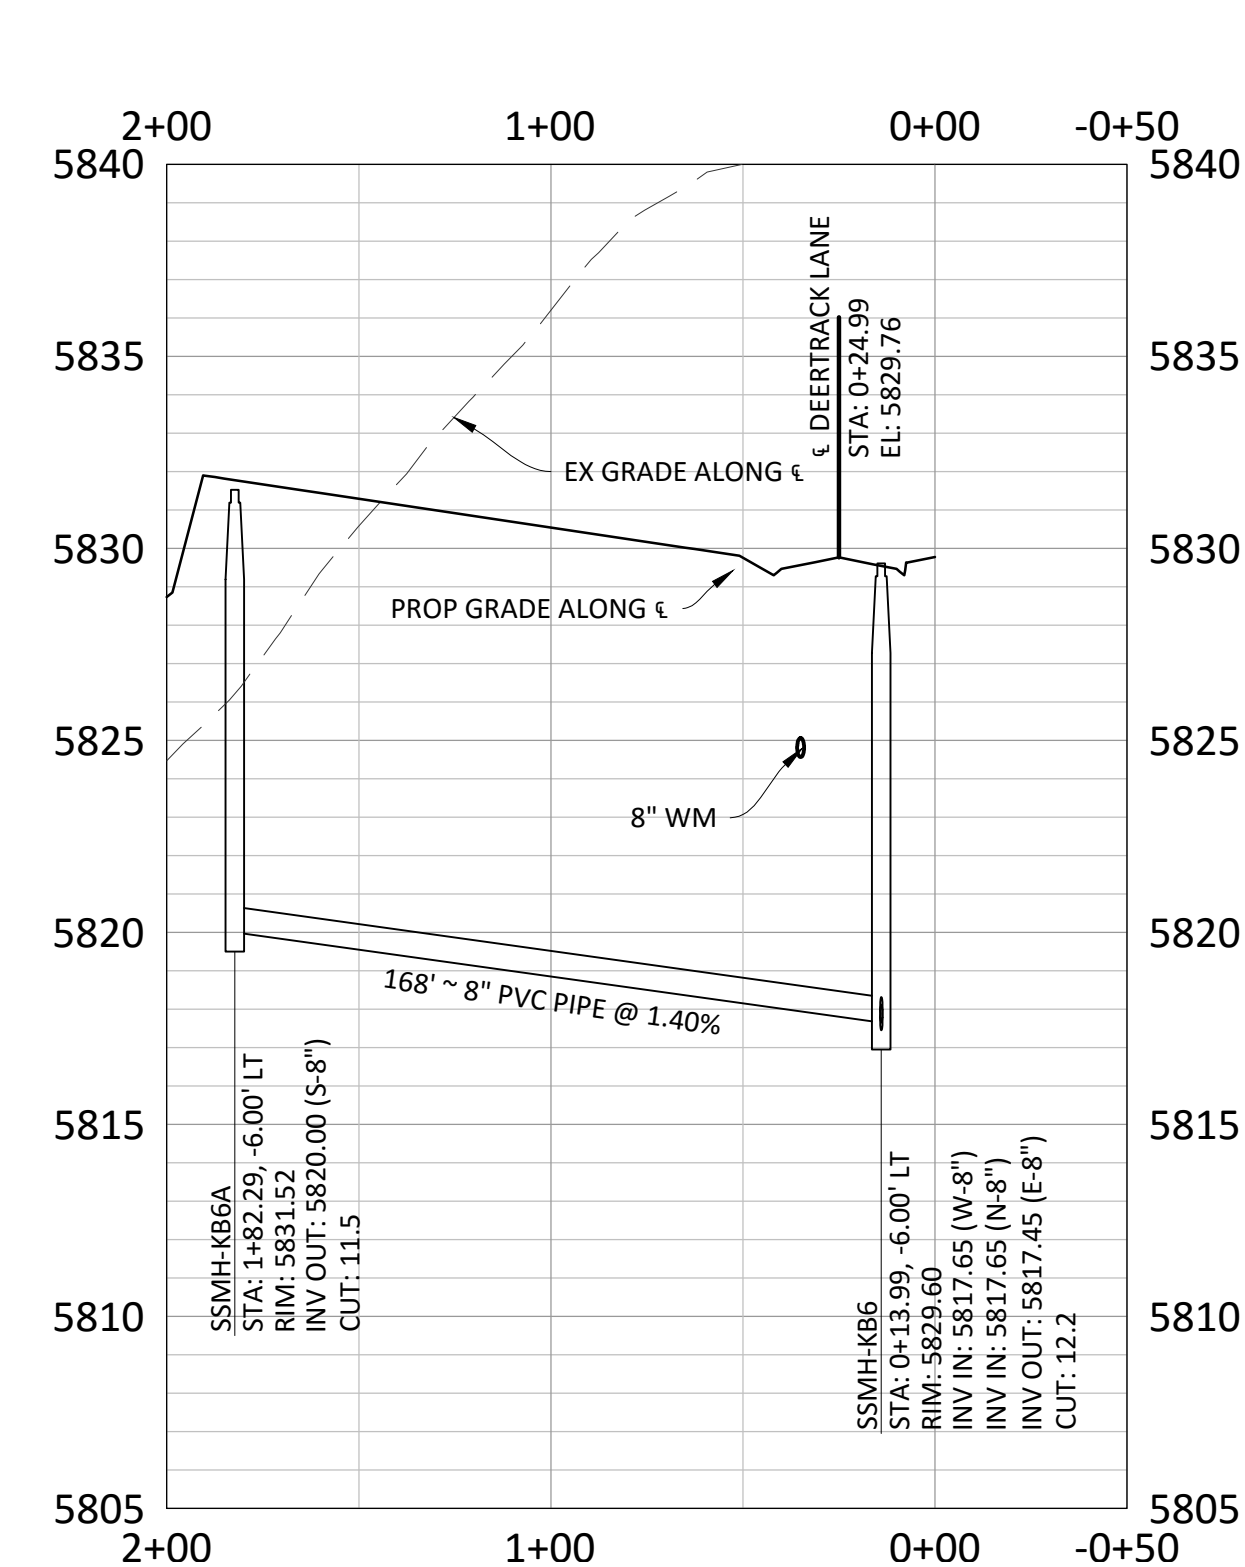 2+00 1+00 0+00 -0+50
5840 5840
5835 5835
5830 5830
5825 5825
5820 5820
5815 5815
5810 5810
5805 5805
℄ DEERTRACK LANE
STA: 0+24.99
EL: 5829.76
EX GRADE ALONG ℄
PROP GRADE ALONG ℄
8" WM
168' ~ 8" PVC PIPE @ 1.40%
SSMH-KB6A
STA: 1+82.29, -6.00' LT
RIM: 5831.52
INV OUT: 5820.00 (S-8")
CUT: 11.5
SSMH-KB6
STA: 0+13.99, -6.00' LT
RIM: 5829.60
INV IN: 5817.65 (W-8")
INV IN: 5817.65 (N-8")
INV OUT: 5817.45 (E-8")
CUT: 12.2
2+00 1+00 0+00 -0+50